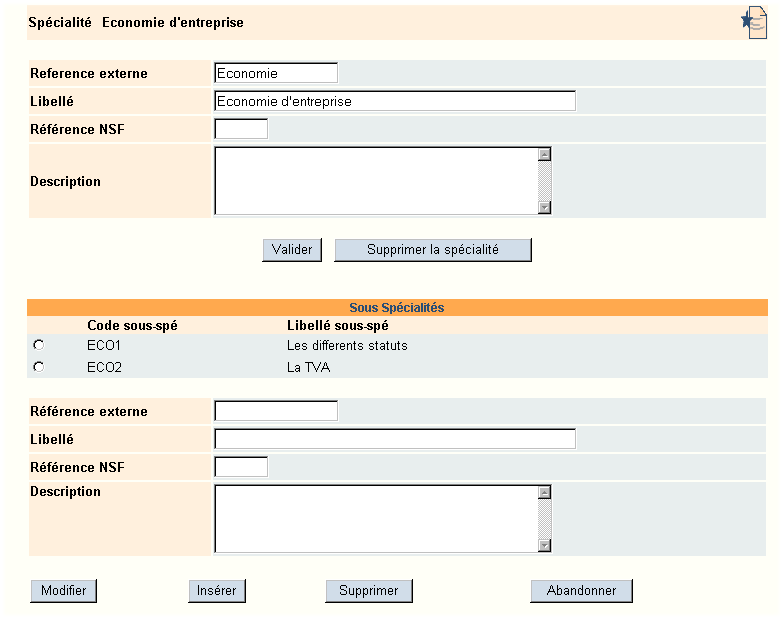 Spécialité Economie d'entreprise
Reference externe Economie
Libellé Economie d'entreprise
Référence NSF
Description
Valider Supprimer la spécialité
Sous Spécialités
Code sous-spé Libellé sous-spé
ECO1 Les differents statuts
ECO2 La TVA
Référence externe
Libellé
Référence NSF
Description
Modifier Insérer Supprimer Abandonner